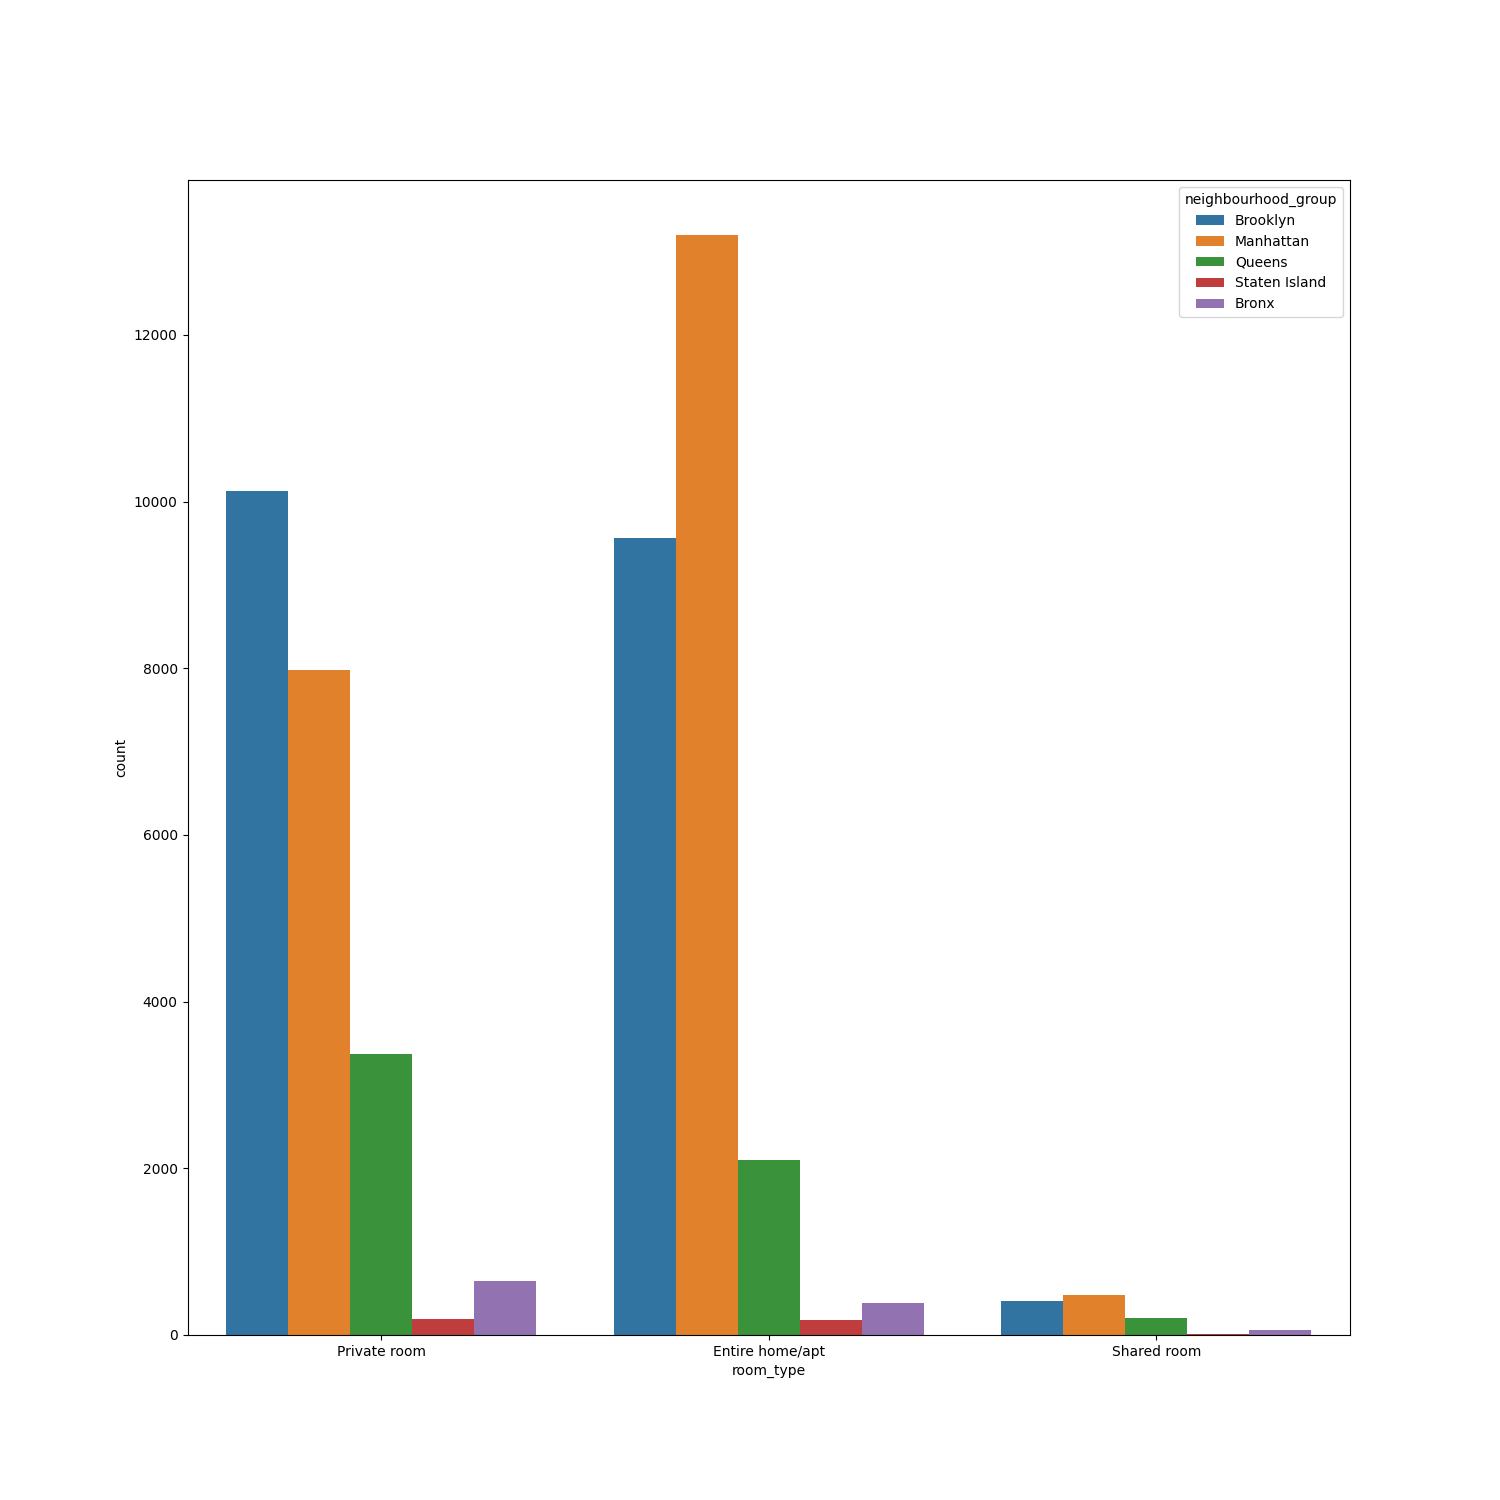 neighbourhood_group
Brooklyn
Manhattan
Queens
Staten Island
Bronx
count
12000
10000
8000
6000
4000
2000
0
Private room
Entire home/apt
Shared room
room_type